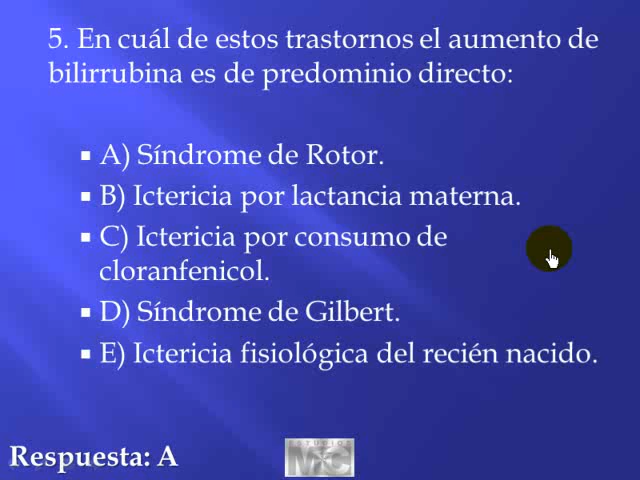 5. En cuál de estos trastornos el aumento de
bilirrubina es de predominio directo:
A) Síndrome de Rotor.
B) Ictericia por lactancia materna.
C) Ictericia por consumo de
cloranfenicol.
D) Síndrome de Gilbert.
E) Ictericia fisiológica del recién nacido.
Respuesta: A
ESTUDIOS
MC